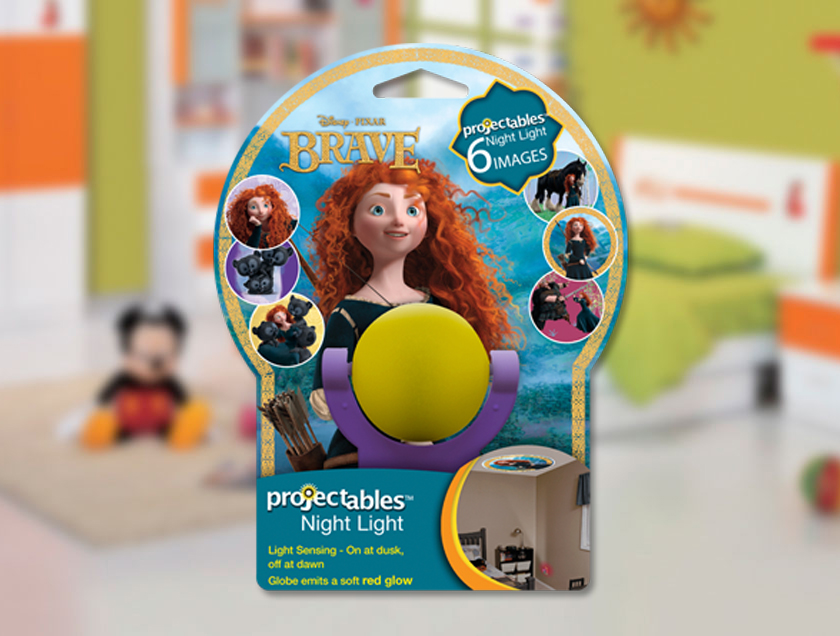 Disney · PIXAR
BRAVE
projectables
Night Light
6 IMAGES
projectables™
Night Light
Light Sensing - On at dusk,
off at dawn
Globe emits a soft red glow